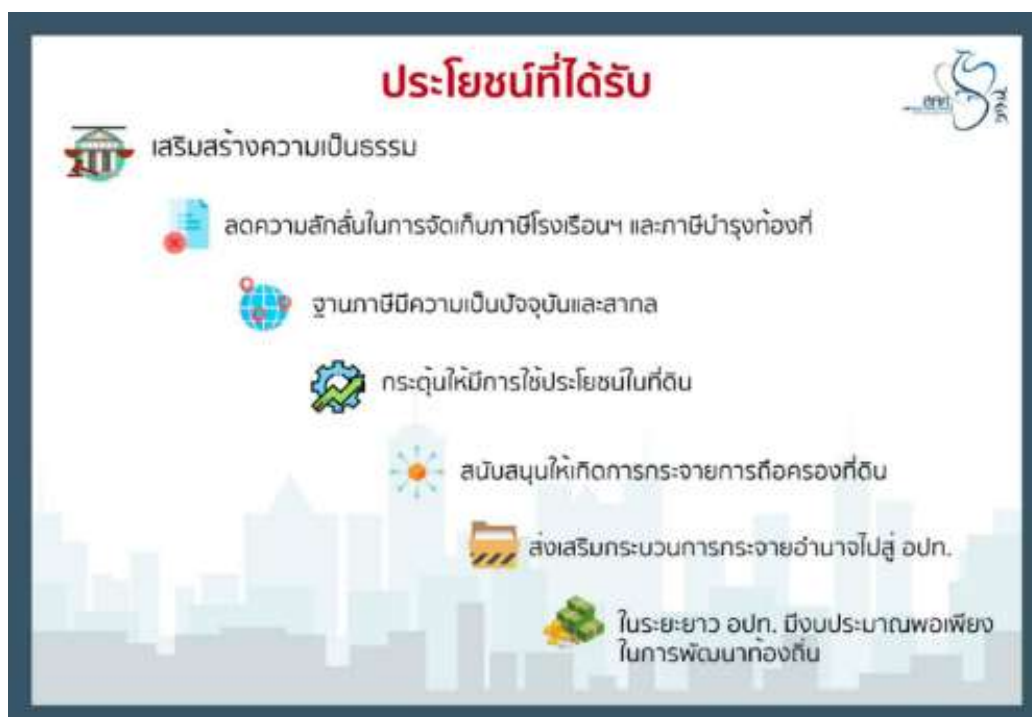 ประโยชน์ที่ได้รับ
สศค
เสริมสร้างความเป็นธรรม
ลดความลักลั่นในการจัดเก็บภาษีโรงเรือนฯ และภาษีบำรุงท้องที่
ฐานภาษีมีความเป็นปัจจุบันและสากล
กระตุ้นให้มีการใช้ประโยชน์ในที่ดิน
สนับสนุนให้เกิดการกระจายการถือครองที่ดิน
ส่งเสริมกระบวนการกระจายอำนาจไปสู่ อปท.
ในระยะยาว อปท. มีงบประมาณพอเพียง
ในการพัฒนาท้องถิ่น